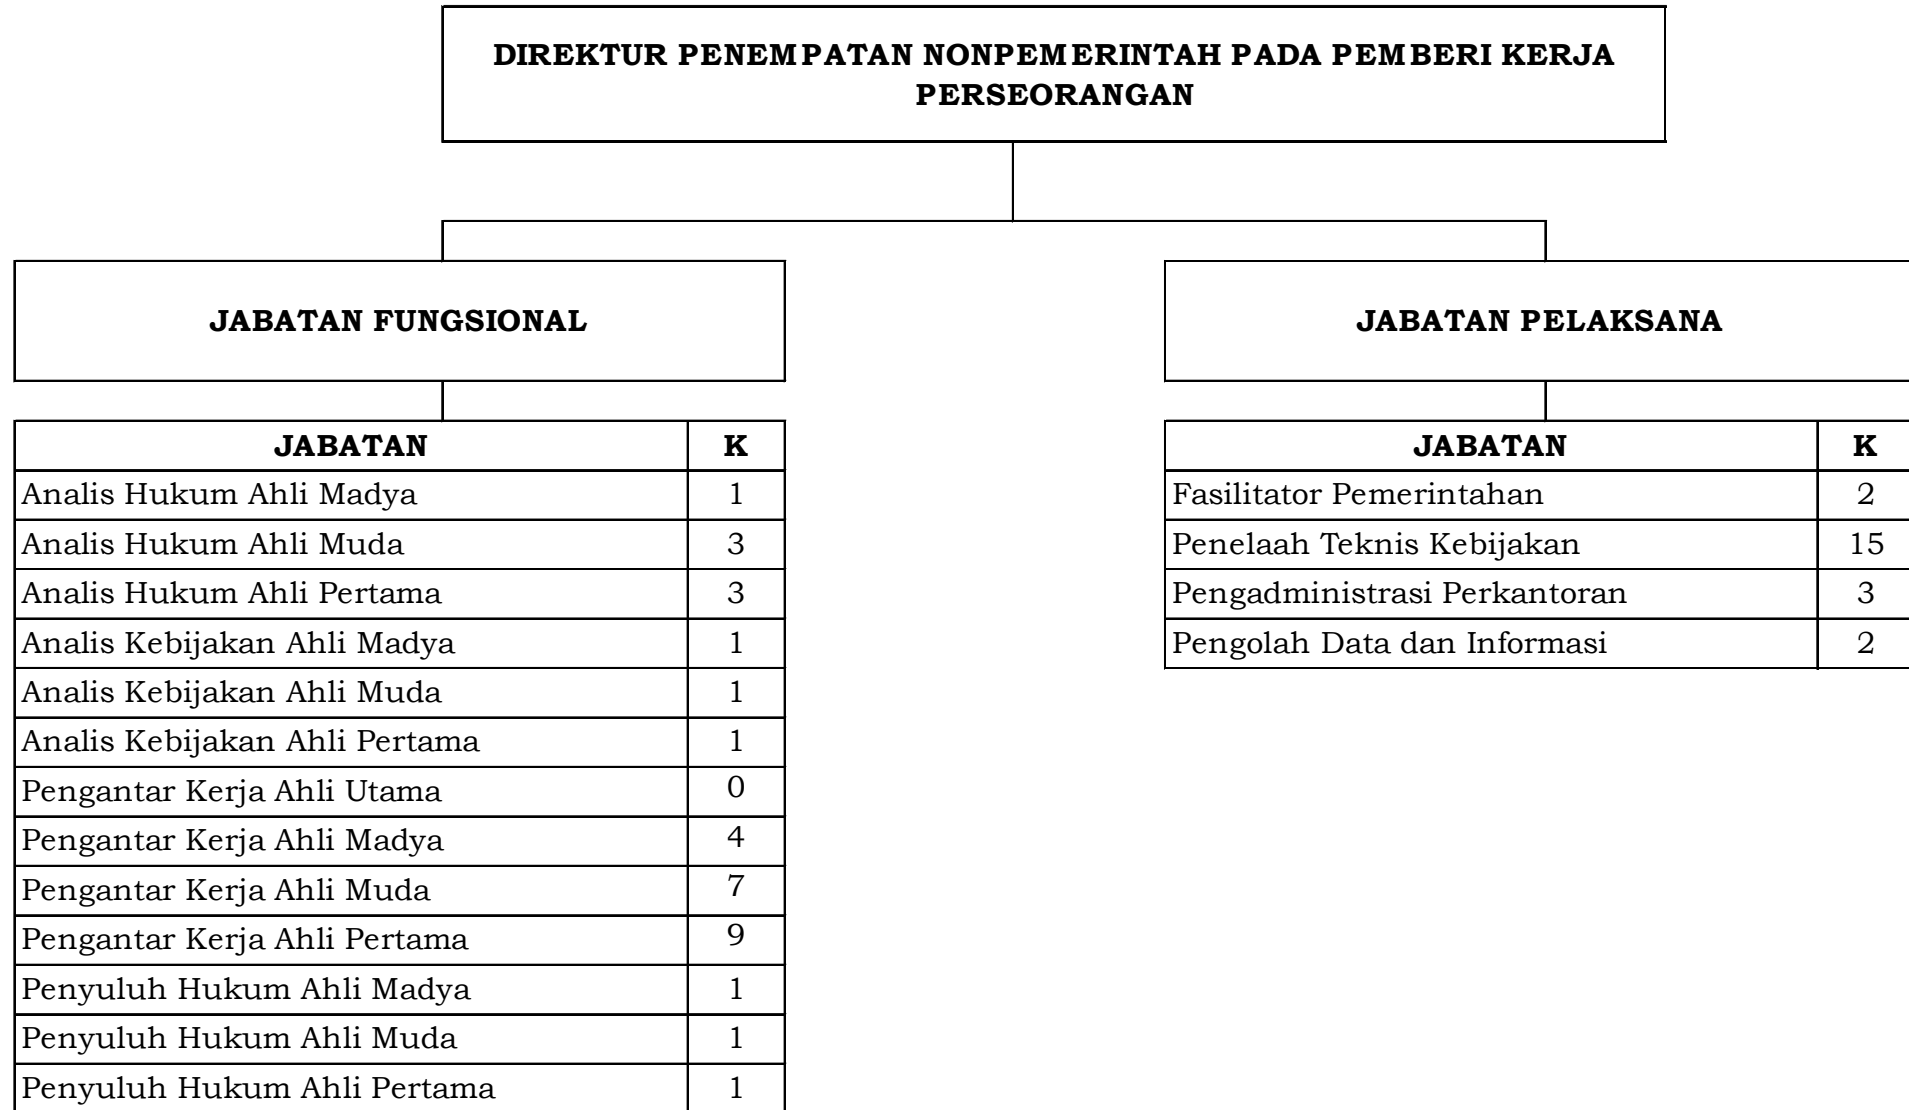 DIREKTUR PENEMPATAN NONPEMERINTAH PADA PEMBERI KERJA
PERSEORANGAN
JABATAN FUNGSIONAL
JABATAN K
Analis Hukum Ahli Madya 1
Analis Hukum Ahli Muda 3
Analis Hukum Ahli Pertama 3
Analis Kebijakan Ahli Madya 1
Analis Kebijakan Ahli Muda 1
Analis Kebijakan Ahli Pertama 1
Pengantar Kerja Ahli Utama 0
Pengantar Kerja Ahli Madya 4
Pengantar Kerja Ahli Muda 7
Pengantar Kerja Ahli Pertama 9
Penyuluh Hukum Ahli Madya 1
Penyuluh Hukum Ahli Muda 1
Penyuluh Hukum Ahli Pertama 1
JABATAN PELAKSANA
JABATAN K
Fasilitator Pemerintahan 2
Penelaah Teknis Kebijakan 15
Pengadministrasi Perkantoran 3
Pengolah Data dan Informasi 2